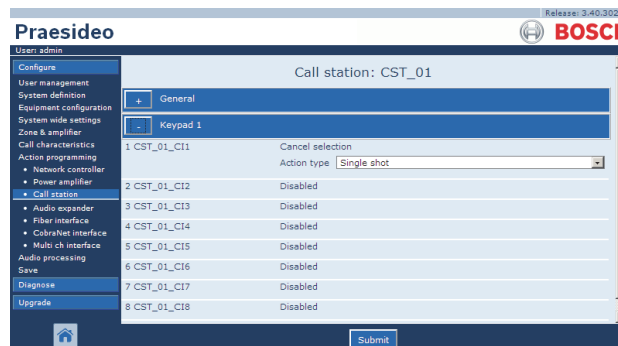 Release: 3.40.302
Praesideo
BOSCH
User: admin
Configure
User management
System definition
Equipment configuration
System wide settings
Zone & amplifier
Call characteristics
Action programming
• Network controller
• Power amplifier
• Call station
• Audio expander
• Fiber interface
• CobraNet interface
• Multi ch interface
Audio processing
Save
Diagnose
Upgrade
Call station: CST_01
+ General
- Keypad 1
1 CST_01_CI1 Cancel selection
Action type Single shot
2 CST_01_CI2 Disabled
3 CST_01_CI3 Disabled
4 CST_01_CI4 Disabled
5 CST_01_CI5 Disabled
6 CST_01_CI6 Disabled
7 CST_01_CI7 Disabled
8 CST_01_CI8 Disabled
Submit